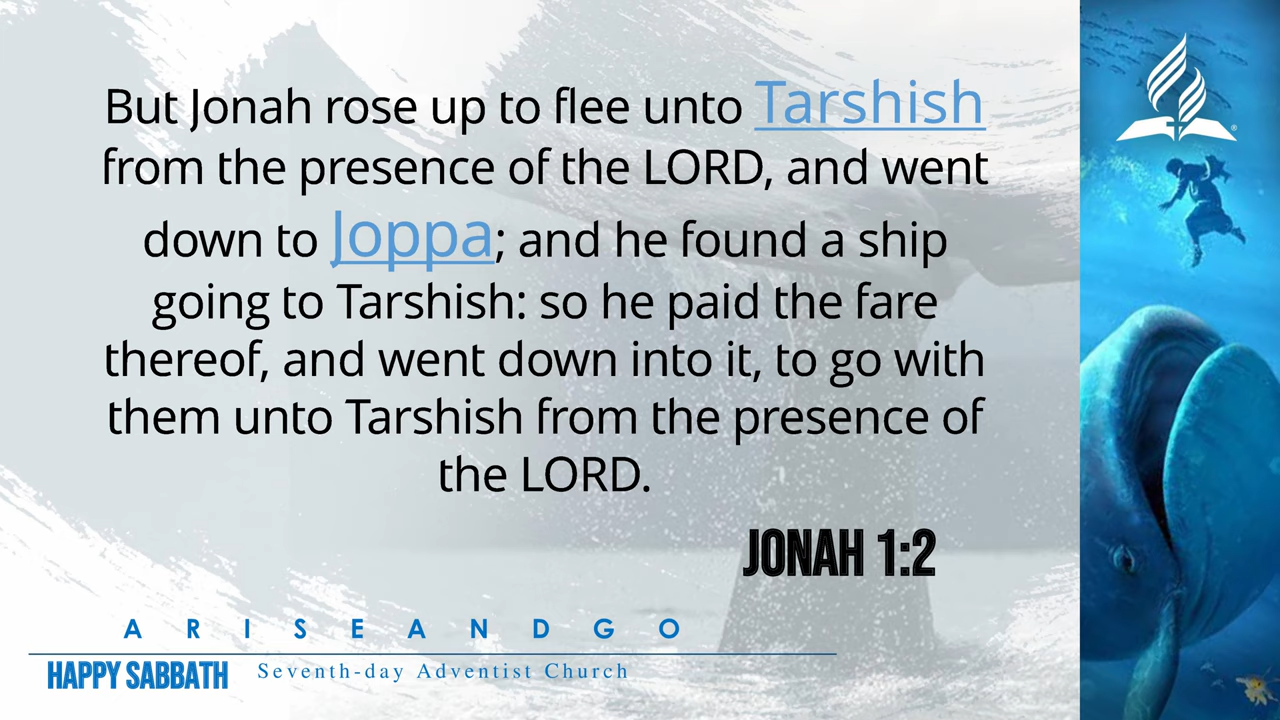 But Jonah rose up to flee unto Tarshish
from the presence of the LORD, and went
down to Joppa; and he found a ship
going to Tarshish: so he paid the fare
thereof, and went down into it, to go with
them unto Tarshish from the presence of
the LORD.
JONAH 1:2
A R I S E A N D G O
HAPPY SABBATH Seventh-day Adventist Church